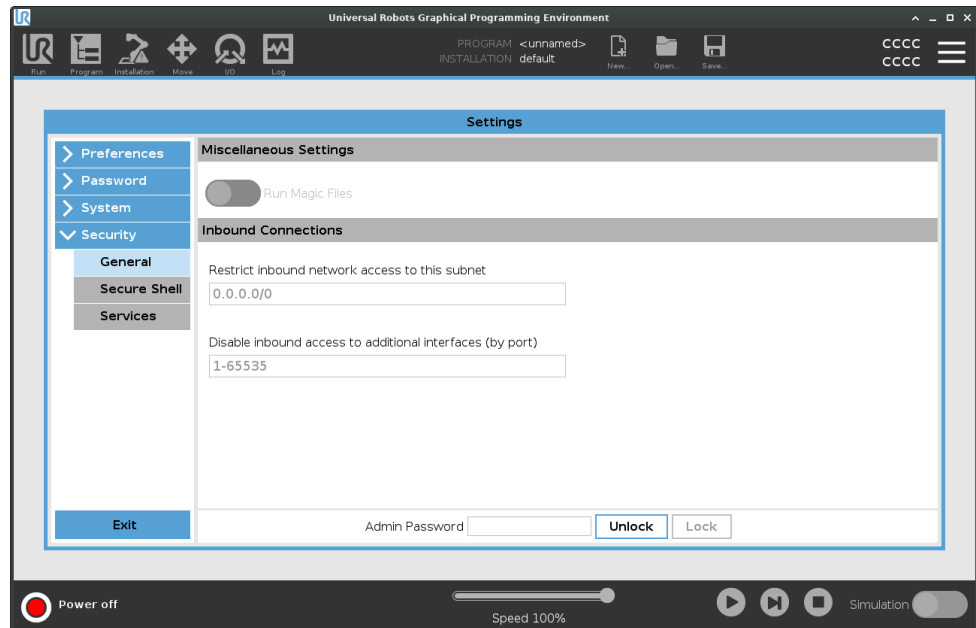 UR
Universal Robots Graphical Programming Environment
PROGRAM <unnamed>
INSTALLATION default
CCCC
CCCC
UR
Run
Program
Installation
Move
I/O
Log
New...
Open...
Save...
Settings
Preferences
Password
System
Security
General
Secure Shell
Services
Exit
Miscellaneous Settings
Run Magic Files
Inbound Connections
Restrict inbound network access to this subnet
0.0.0.0/0
Disable inbound access to additional interfaces (by port)
1-65535
Admin Password
Unlock
Lock
Power off
Speed 100%
Simulation